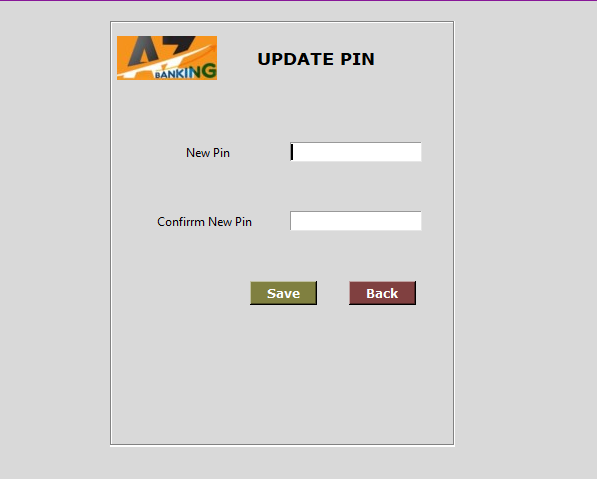 AZ
BANKING
UPDATE PIN
New Pin
Confirrm New Pin
Save
Back